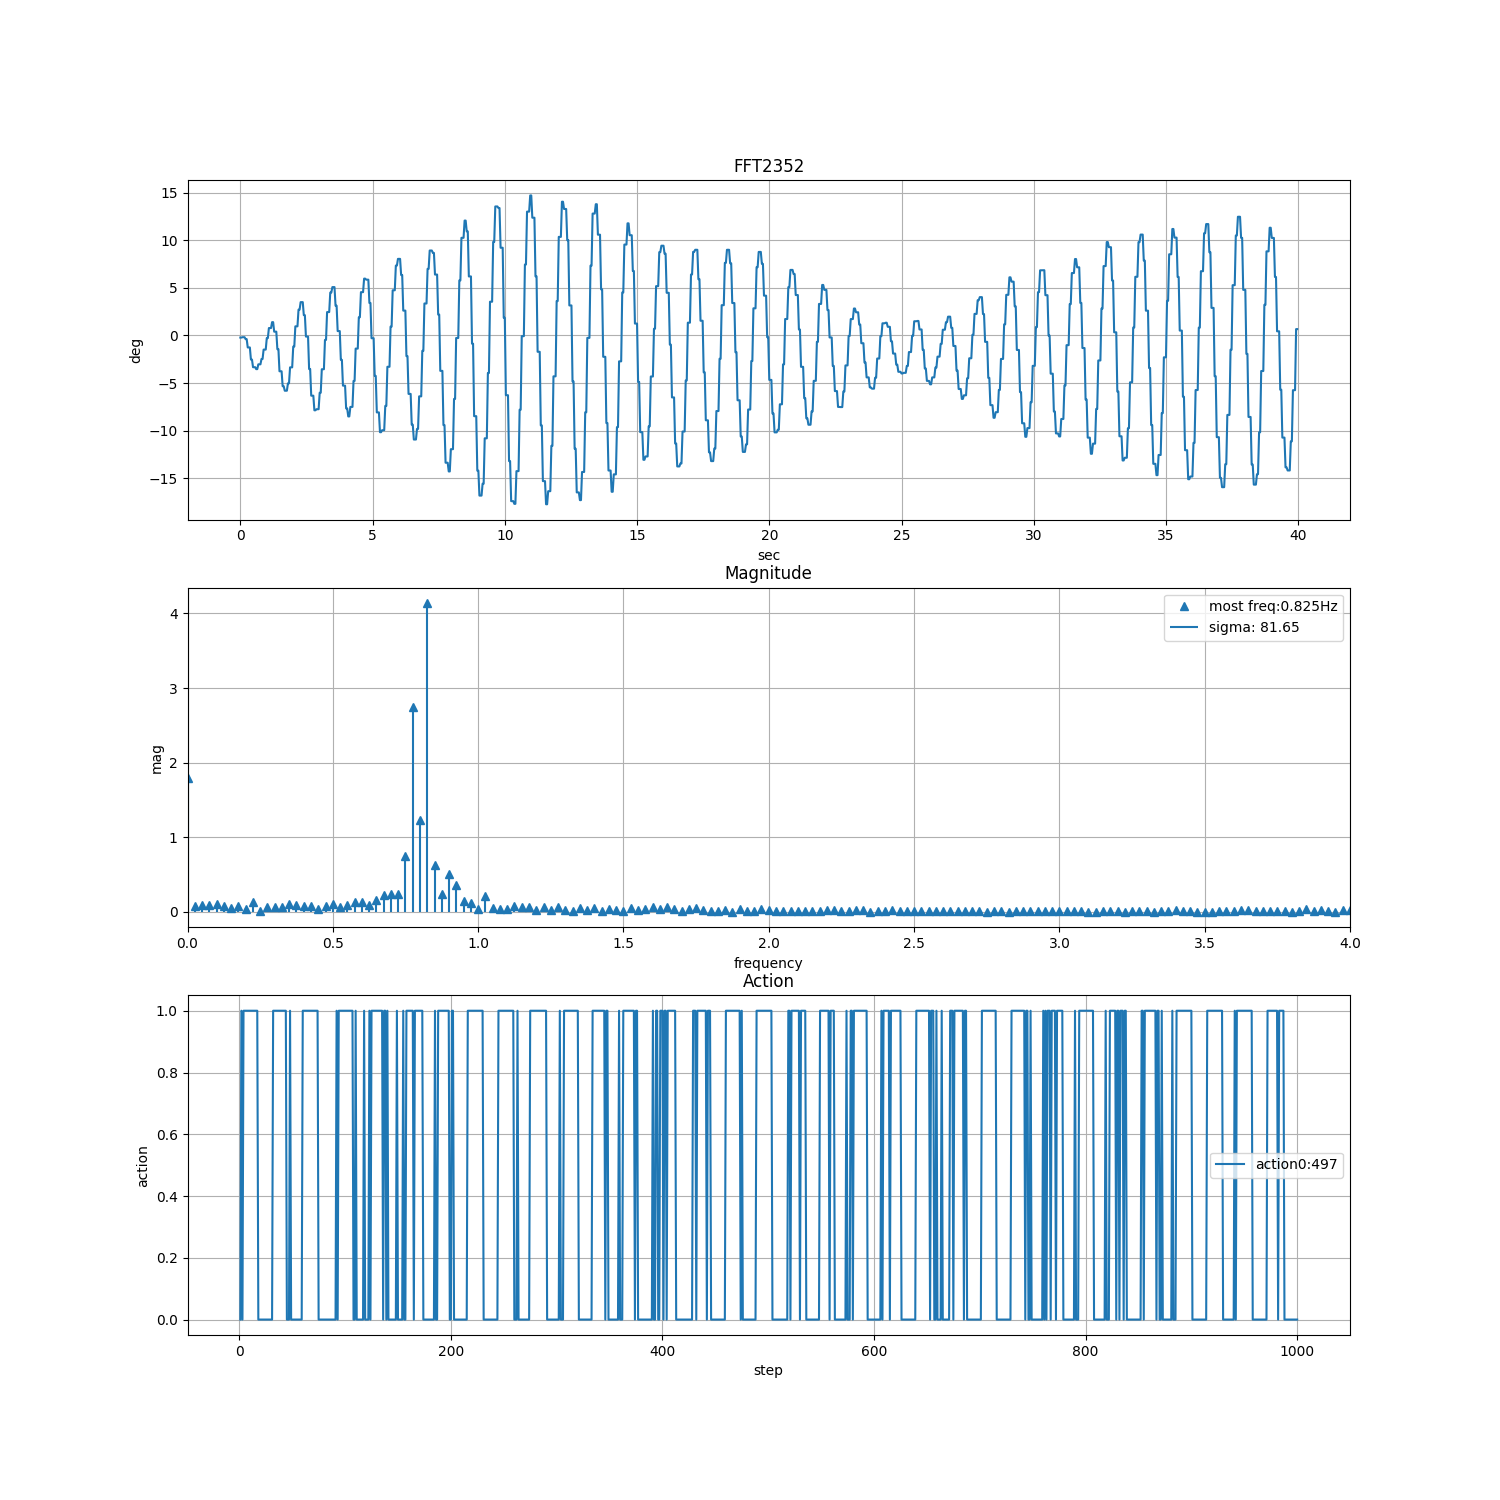 FFT2352
15
10
5
0
−5
−10
−15
deg
0 5 10 15 20 25 30 35 40
sec
Magnitude
4
3
2
1
0
mag
most freq:0.825Hz
sigma: 81.65
0.0 0.5 1.0 1.5 2.0 2.5 3.0 3.5 4.0
frequency
Action
1.0
0.8
0.6
0.4
0.2
0.0
action
action0:497
0 200 400 600 800 1000
step